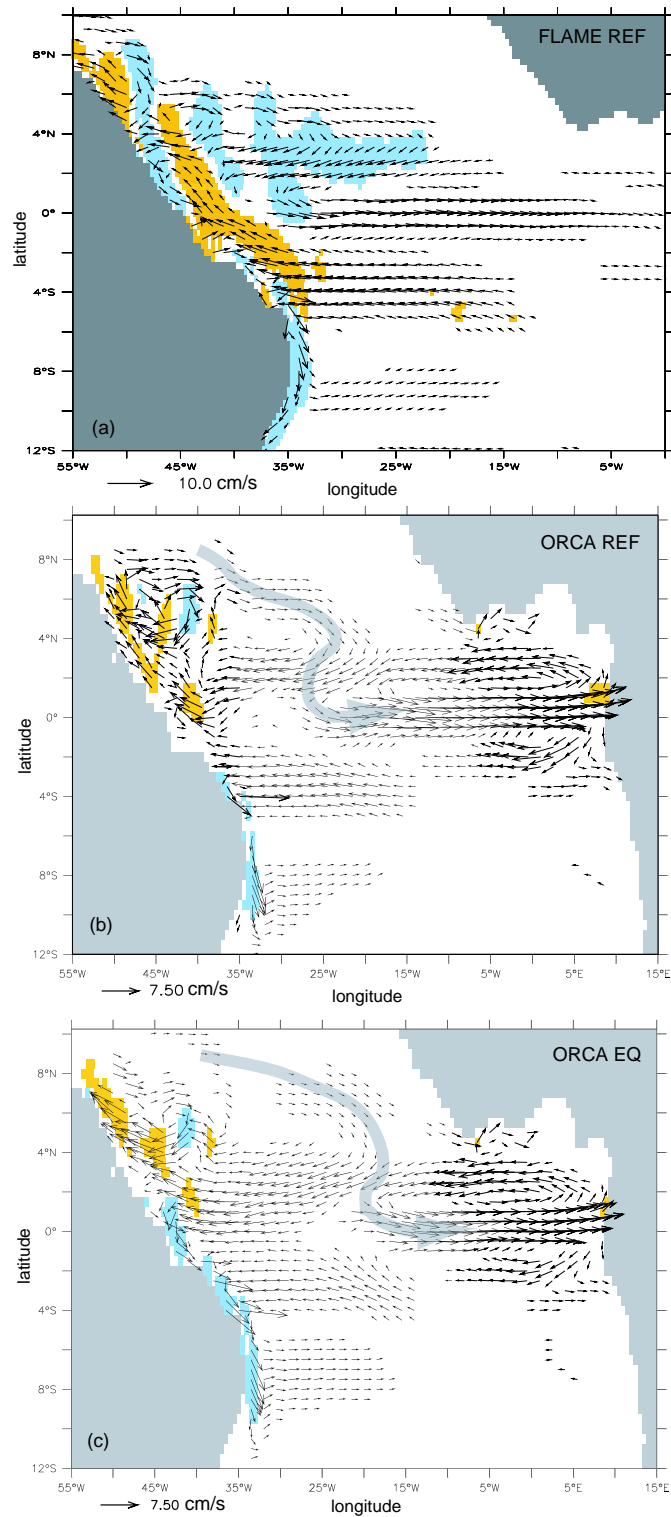 FLAME REF
8°N
4°N
0°
4°S
8°S
12°S
latitude
(a)
55°W 45°W 35°W 25°W 15°W 5°W
10.0 cm/s
longitude
ORCA REF
8°N
4°N
0°
4°S
8°S
12°S
latitude
(b)
55°W 45°W 35°W 25°W 15°W 5°W 5°E 15°E
7.50 cm/s
longitude
ORCA EQ
8°N
4°N
0°
4°S
8°S
12°S
latitude
(c)
55°W 45°W 35°W 25°W 15°W 5°W 5°E 15°E
7.50 cm/s
longitude